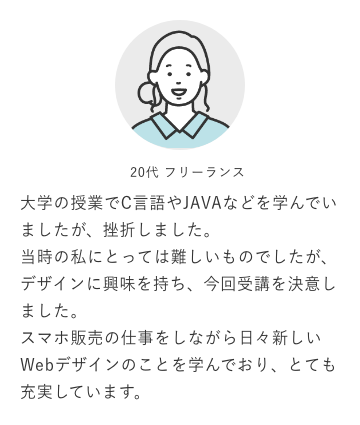 20代 フリーランス
大学の授業でC言語やJAVAなどを学んでい
ましたが、挫折しました。
当時の私にとっては難しいものでしたが、
デザインに興味を持ち、今回受講を決意し
ました。
スマホ販売の仕事をしながら日々新しい
Webデザインのことを学んでおり、とても
充実しています。